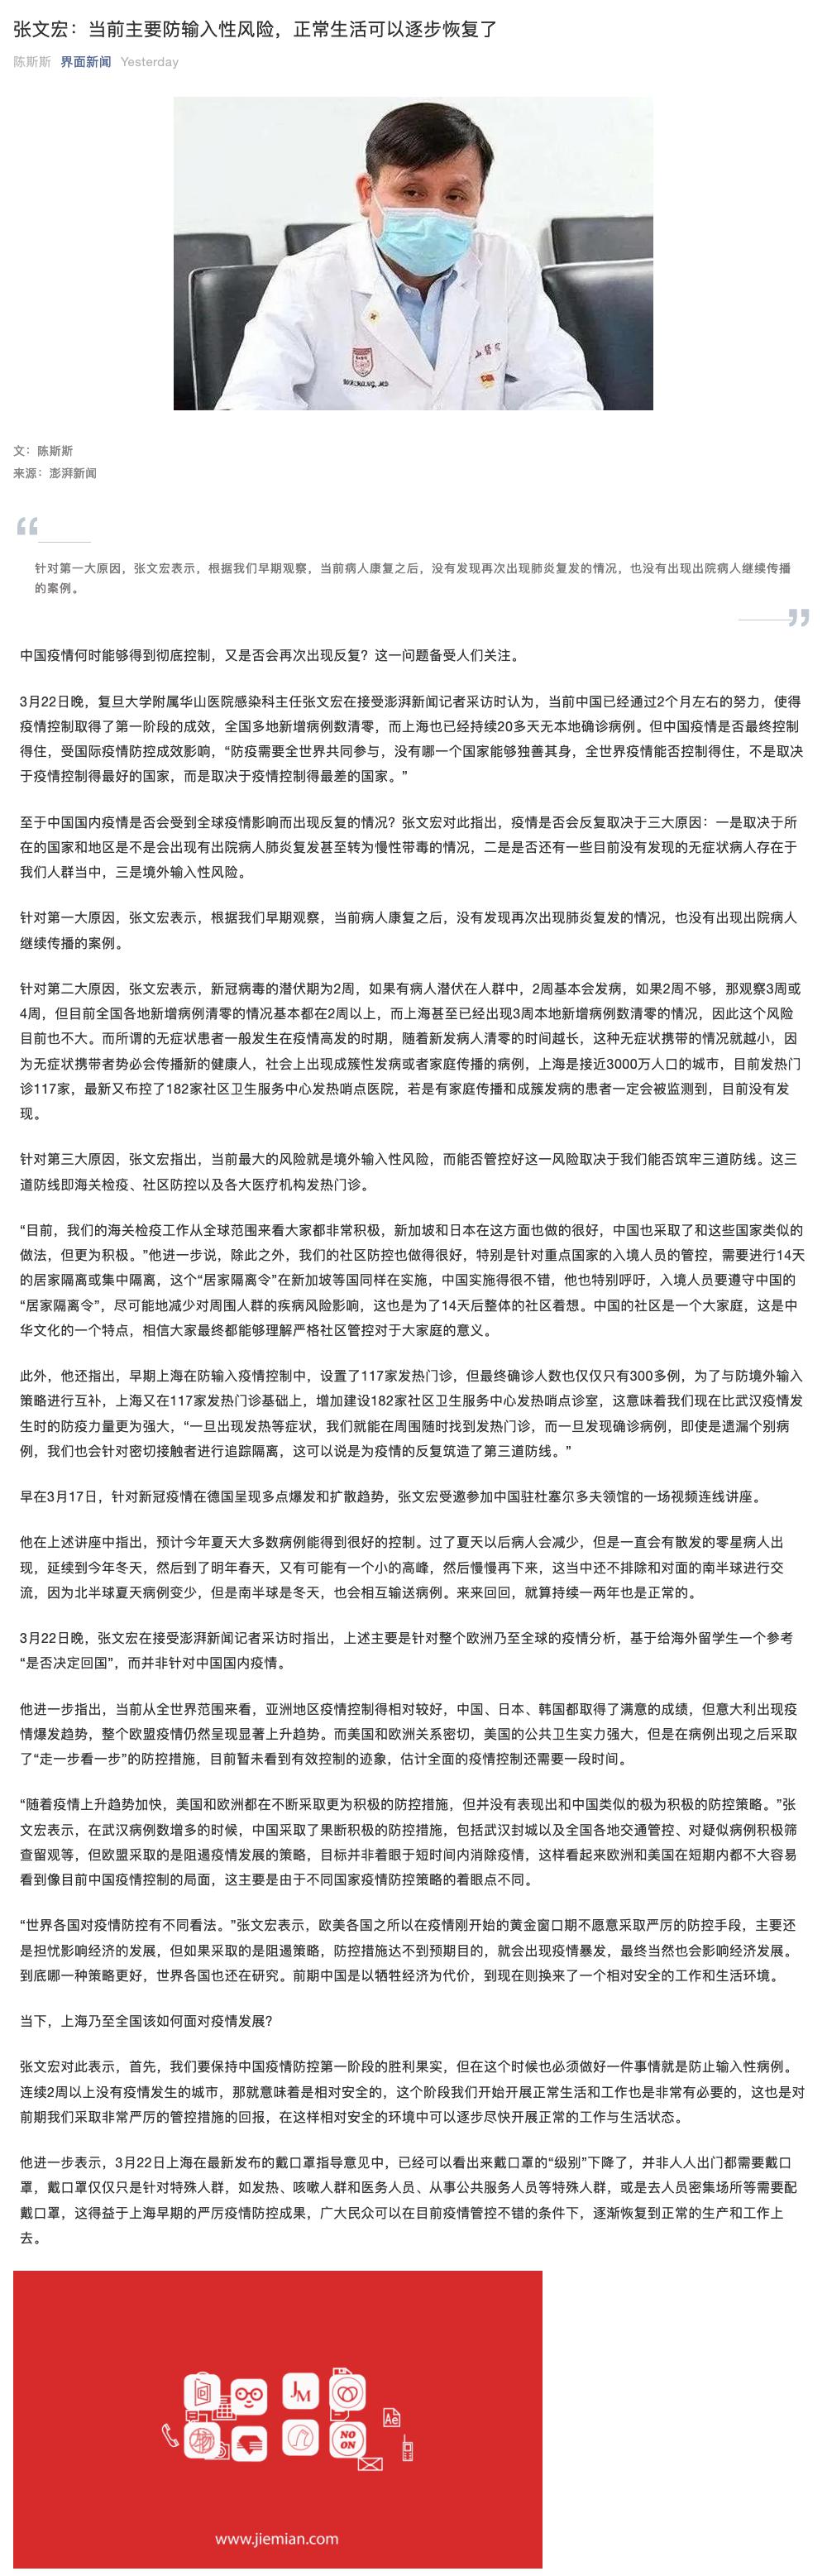 张文宏：当前主要防输入性风险，正常生活可以逐步恢复了
陈斯斯 界面新闻 Yesterday
文：陈斯斯
来源：澎湃新闻
针对第一大原因，张文宏表示，根据我们早期观察，当前病人康复之后，没有发现再次出现肺炎复发的情况，也没有出现出院病人继续传播
的案例。
中国疫情何时能够得到彻底控制，又是否会再次出现反复？这一问题备受人们关注。
3月22日晚，复旦大学附属华山医院感染科主任张文宏在接受澎湃新闻记者采访时认为，当前中国已经通过2个月左右的努力，使得
疫情控制取得了第一阶段的成效，全国多地新增病例数清零，而上海也已经持续20多天无本地确诊病例。但中国疫情是否最终控制
得住，受国际疫情防控成效影响，“防疫需要全世界共同参与，没有哪一个国家能够独善其身，全世界疫情能否控制得住，不是取决
于疫情控制得最好的国家，而是取决于疫情控制得最差的国家。”
至于中国国内疫情是否会受到全球疫情影响而出现反复的情况？张文宏对此指出，疫情是否会反复取决于三大原因：一是取决于所
在的国家和地区是不是会出现有出院病人肺炎复发甚至转为慢性带毒的情况，二是是否还有一些目前没有发现的无症状病人存在于
我们人群当中，三是境外输入性风险。
针对第一大原因，张文宏表示，根据我们早期观察，当前病人康复之后，没有发现再次出现肺炎复发的情况，也没有出现出院病人
继续传播的案例。
针对第二大原因，张文宏表示，新冠病毒的潜伏期为2周，如果有病人潜伏在人群中，2周基本会发病，如果2周不够，那观察3周或
4周，但目前全国各地新增病例清零的情况基本都在2周以上，而上海甚至已经出现3周本地新增病例数清零的情况，因此这个风险
目前也不大。而所谓的无症状患者一般发生在疫情高发的时期，随着新发病人清零的时间越长，这种无症状携带的情况就越小，因
为无症状携带者势必会传播新的健康人，社会上出现成簇性发病或者家庭传播的病例，上海是接近3000万人口的城市，目前发热门
诊117家，最新又布控了182家社区卫生服务中心发热哨点医院，若是有家庭传播和成簇发病的患者一定会被监测到，目前没有发
现。
针对第三大原因，张文宏指出，当前最大的风险就是境外输入性风险，而能否管控好这一风险取决于我们能否筑牢三道防线。这三
道防线即海关检疫、社区防控以及各大医疗机构发热门诊。
“目前，我们的海关检疫工作从全球范围来看大家都非常积极，新加坡和日本在这方面也做的很好，中国也采取了和这些国家类似的
做法，但更为积极。”他进一步说，除此之外，我们的社区防控也做得很好，特别是针对重点国家的入境人员的管控，需要进行14天
的居家隔离或集中隔离，这个“居家隔离令”在新加坡等国同样在实施，中国实施得很不错，他也特别呼吁，入境人员要遵守中国的
“居家隔离令”，尽可能地减少对周围人群的疾病风险影响，这也是为了14天后整体的社区着想。中国的社区是一个大家庭，这是中
华文化的一个特点，相信大家最终都能够理解严格社区管控对于大家庭的意义。
此外，他还指出，早期上海在防输入疫情控制中，设置了117家发热门诊，但最终确诊人数也仅仅只有300多例，为了与防境外输入
策略进行互补，上海又在117家发热门诊基础上，增加建设182家社区卫生服务中心发热哨点诊室，这意味着我们现在比武汉疫情发
生时的防疫力量更为强大，“一旦出现发热等症状，我们就能在周围随时找到发热门诊，而一旦发现确诊病例，即使是遗漏个别病
例，我们也会针对密切接触者进行追踪隔离，这可以说是为疫情的反复筑造了第三道防线。”
早在3月17日，针对新冠疫情在德国呈现多点爆发和扩散趋势，张文宏受邀参加中国驻杜塞尔多夫领馆的一场视频连线讲座。
他在上述讲座中指出，预计今年夏天大多数病例能得到很好的控制。过了夏天以后病人会减少，但是一直会有散发的零星病人出
现，延续到今年冬天，然后到了明年春天，又有可能有一个小的高峰，然后慢慢再下来，这当中还不排除和对面的南半球进行交
流，因为北半球夏天病例变少，但是南半球是冬天，也会相互输送病例。来来回回，就算持续一两年也是正常的。
3月22日晚，张文宏在接受澎湃新闻记者采访时指出，上述主要是针对整个欧洲乃至全球的疫情分析，基于给海外留学生一个参考
“是否决定回国”，而并非针对中国国内疫情。
他进一步指出，当前从全世界范围来看，亚洲地区疫情控制得相对较好，中国、日本、韩国都取得了满意的成绩，但意大利出现疫
情爆发趋势，整个欧盟疫情仍然呈现显著上升趋势。而美国和欧洲关系密切，美国的公共卫生实力强大，但是在病例出现之后采取
了“走一步看一步”的防控措施，目前暂未看到有效控制的迹象，估计全面的疫情控制还需要一段时间。
“随着疫情上升趋势加快，美国和欧洲都在不断采取更为积极的防控措施，但并没有表现出和中国类似的极为积极的防控策略。”张
文宏表示，在武汉病例数增多的时候，中国采取了果断积极的防控措施，包括武汉封城以及全国各地交通管控、对疑似病例积极筛
查留观等，但欧盟采取的是阻遏疫情发展的策略，目标并非着眼于短时间内消除疫情，这样看起来欧洲和美国在短期内都不大容易
看到像目前中国疫情控制的局面，这主要是由于不同国家疫情防控策略的着眼点不同。
“世界各国对疫情防控有不同看法。”张文宏表示，欧美各国之所以在疫情刚开始的黄金窗口期不愿意采取严厉的防控手段，主要还
是担忧影响经济的发展，但如果采取的是阻遏策略，防控措施达不到预期目的，就会出现疫情暴发，最终当然也会影响经济发展。
到底哪一种策略更好，世界各国也还在研究。前期中国是以牺牲经济为代价，到现在则换来了一个相对安全的工作和生活环境。
当下，上海乃至全国该如何面对疫情发展？
张文宏对此表示，首先，我们要保持中国疫情防控第一阶段的胜利果实，但在这个时候也必须做好一件事情就是防止输入性病例。
连续2周以上没有疫情发生的城市，那就意味着是相对安全的，这个阶段我们开始开展正常生活和工作也是非常有必要的，这也是对
前期我们采取非常严厉的管控措施的回报，在这样相对安全的环境中可以逐步尽快开展正常的工作与生活状态。
他进一步表示，3月22日上海在最新发布的戴口罩指导意见中，已经可以看出来戴口罩的“级别”下降了，并非人人出门都需要戴口
罩，戴口罩仅仅只是针对特殊人群，如发热、咳嗽人群和医务人员、从事公共服务人员等特殊人群，或是去人员密集场所等需要配
戴口罩，这得益于上海早期的严厉疫情防控成果，广大民众可以在目前疫情管控不错的条件下，逐渐恢复到正常的生产和工作上
去。
JM
Ae
NO
ON
www.jiemian.com